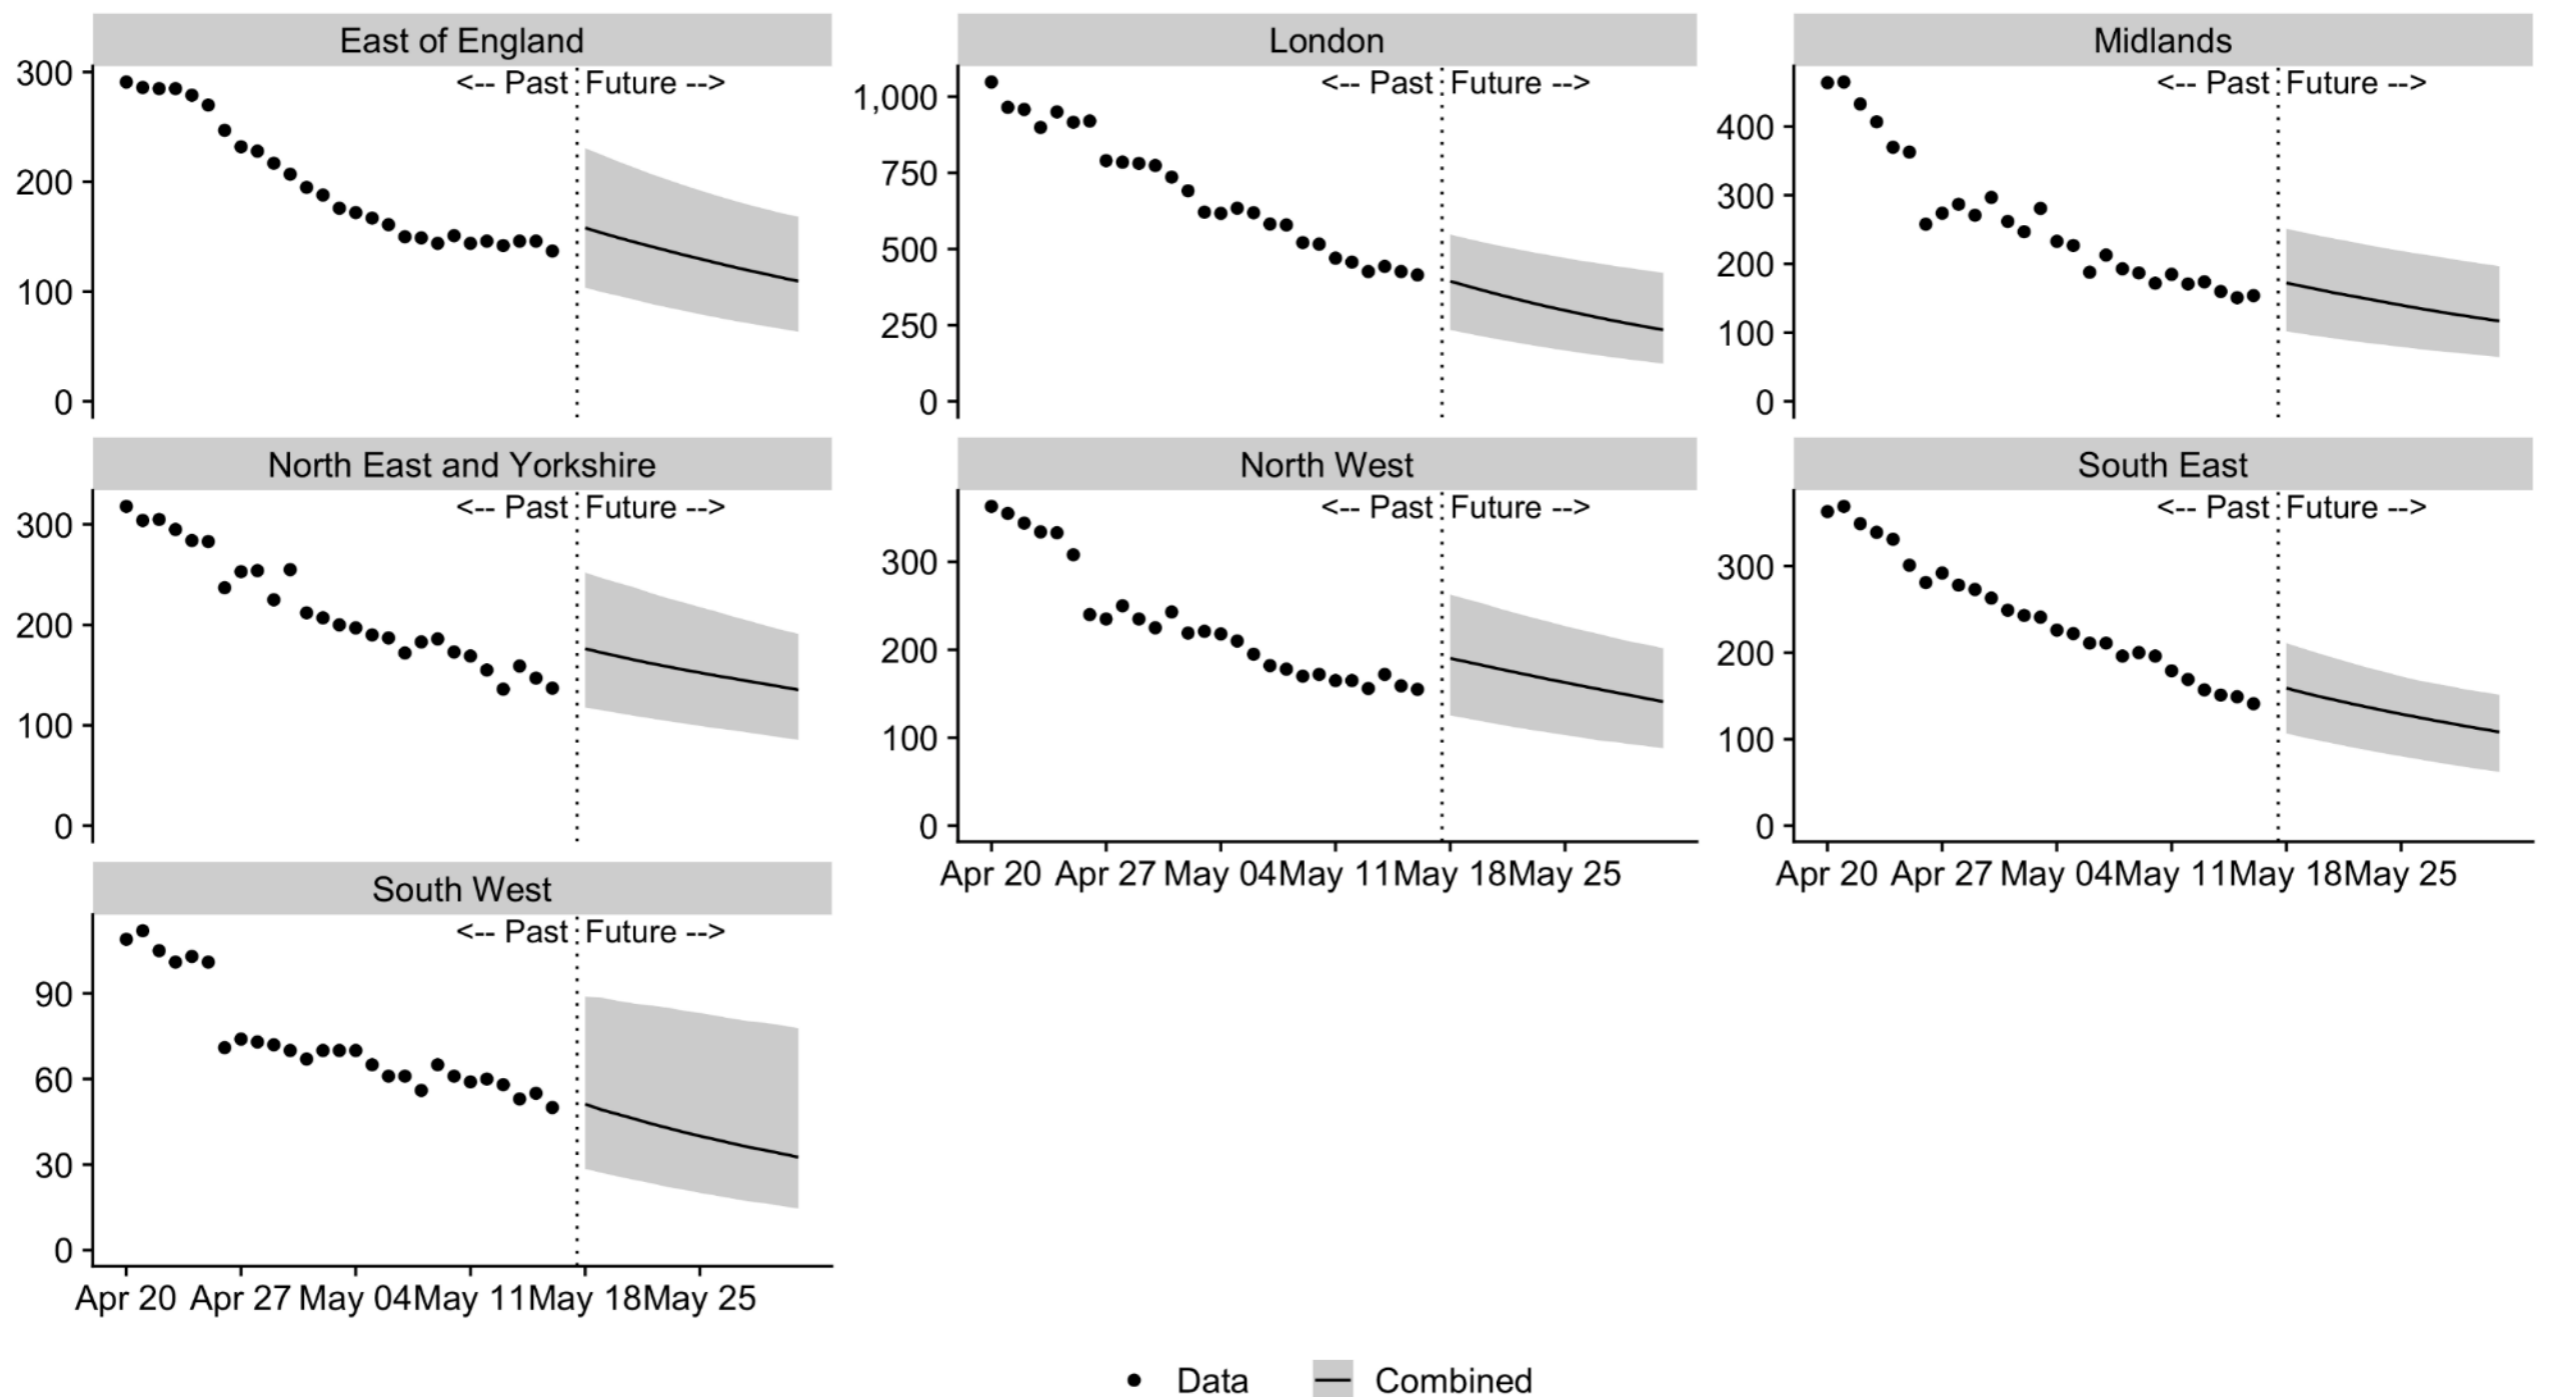 East of England
<-- Past Future -->
300
200
100
0
London
<-- Past Future -->
1,000
750
500
250
0
Midlands
<-- Past Future -->
400
300
200
100
0
North East and Yorkshire
<-- Past Future -->
300
200
100
0
North West
<-- Past Future -->
300
200
100
0
Apr 20 Apr 27 May 04 May 11 May 18 May 25
South East
<-- Past Future -->
300
200
100
0
Apr 20 Apr 27 May 04 May 11 May 18 May 25
South West
<-- Past Future -->
90
60
30
0
Apr 20 Apr 27 May 04 May 11 May 18 May 25
Data Combined